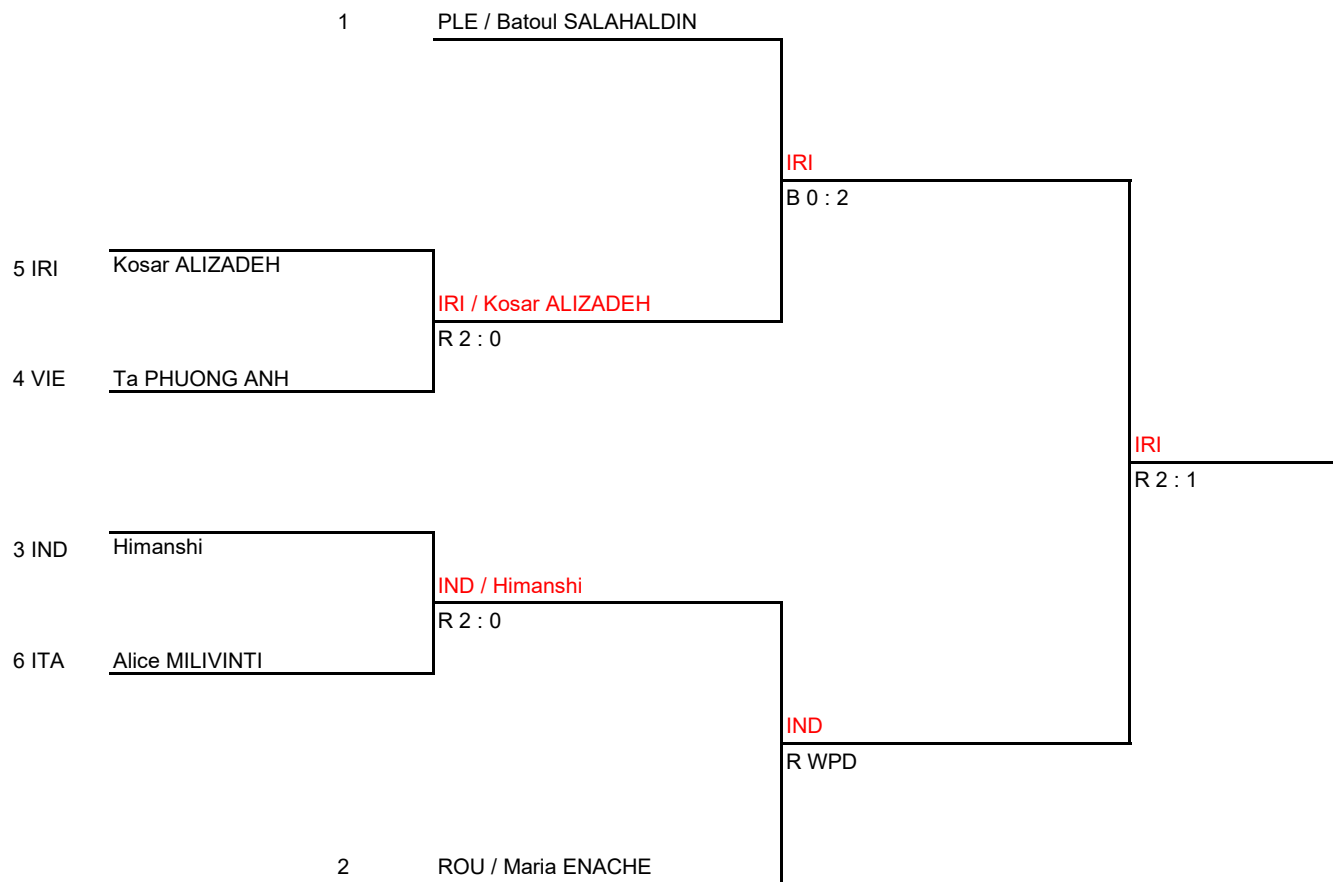 1 PLE / Batoul SALAHALDIN
IRI
B 0 : 2
5 IRI Kosar ALIZADEH
IRI / Kosar ALIZADEH
R 2 : 0
4 VIE Ta PHUONG ANH
IRI
R 2 : 1
3 IND Himanshi
IND / Himanshi
R 2 : 0
6 ITA Alice MILIVINTI
IND
R WPD
2 ROU / Maria ENACHE